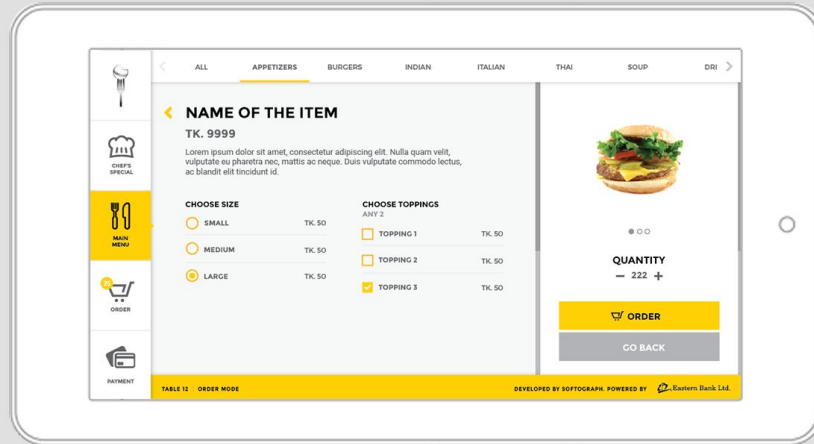 ALL APPETIZERS BURGERS INDIAN ITALIAN THAI SOUP DRI
CHEF'S
SPECIAL
MAIN
MENU
ORDER
PAYMENT
NAME OF THE ITEM
TK. 9999
Lorem ipsum dolor sit amet, consectetur adipiscing elit. Nulla quam velit,
vulputate eu pharetra nec, mattis ac neque. Duis vulputate commodo lectus,
ac blandit elit tincidunt id.
CHOOSE SIZE
SMALL TK. 50
MEDIUM TK. 50
LARGE TK. 50
CHOOSE TOPPINGS
ANY 2
TOPPING 1 TK. 50
TOPPING 2 TK. 50
TOPPING 3 TK. 50
QUANTITY
– 222 +
ORDER
GO BACK
TABLE 12 ORDER MODE
DEVELOPED BY SOFTOGRAPH. POWERED BY Eastern Bank Ltd.